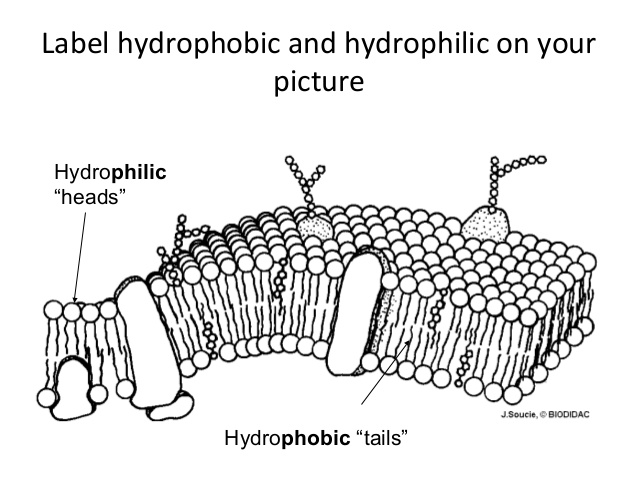 Label hydrophobic and hydrophilic on your
picture
Hydrophilic
“heads”
J.Soucie, © BIODIDAC
Hydrophobic “tails”